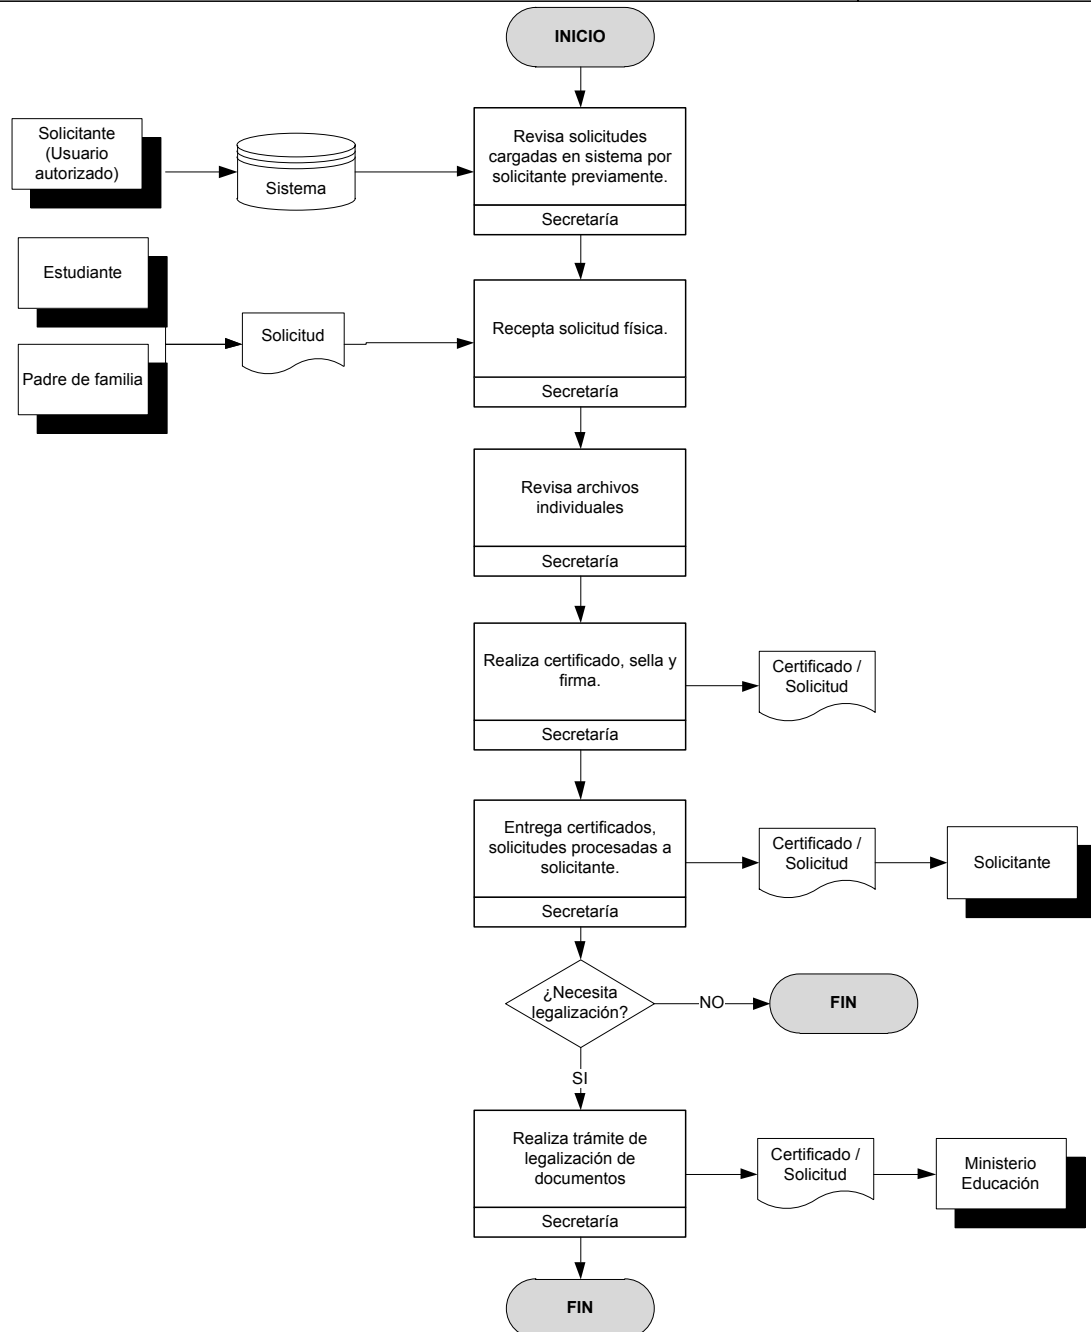 INICIO
Solicitante
(Usuario
autorizado)
Sistema
Revisa solicitudes
cargadas en sistema por
solicitante previamente.
Secretaría
Estudiante
Padre de familia
Solicitud
Recepta solicitud física.
Secretaría
Revisa archivos
individuales
Secretaría
Realiza certificado, sella y
firma.
Secretaría
Certificado /
Solicitud
Entrega certificados,
solicitudes procesadas a
solicitante.
Secretaría
Certificado /
Solicitud
Solicitante
¿Necesita
legalización?
NO
FIN
SI
Realiza trámite de
legalización de
documentos
Secretaría
Certificado /
Solicitud
Ministerio
Educación
FIN